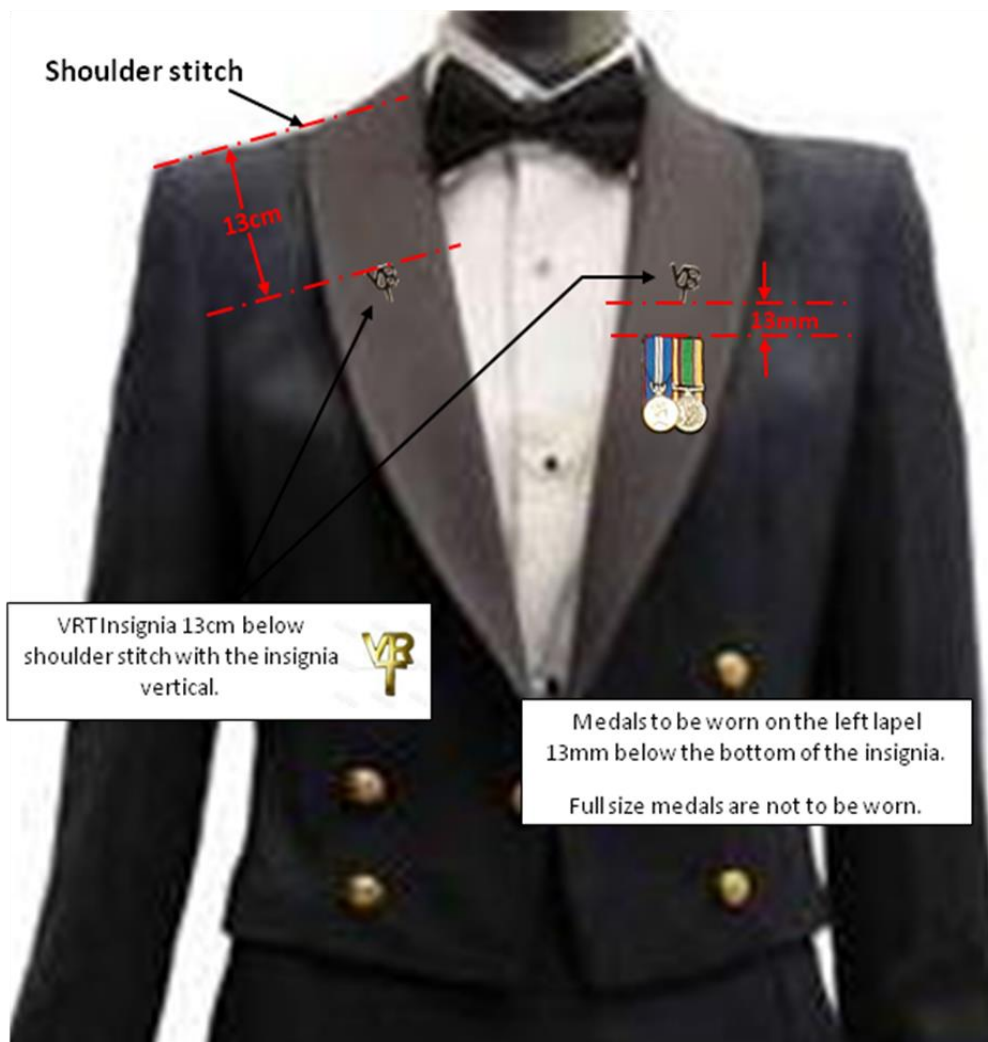 Shoulder stitch
13cm
13mm
VRT Insignia 13cm below
shoulder stitch with the insignia
vertical.
VRT
Medals to be worn on the left lapel
13mm below the bottom of the insignia.
Full size medals are not to be worn.